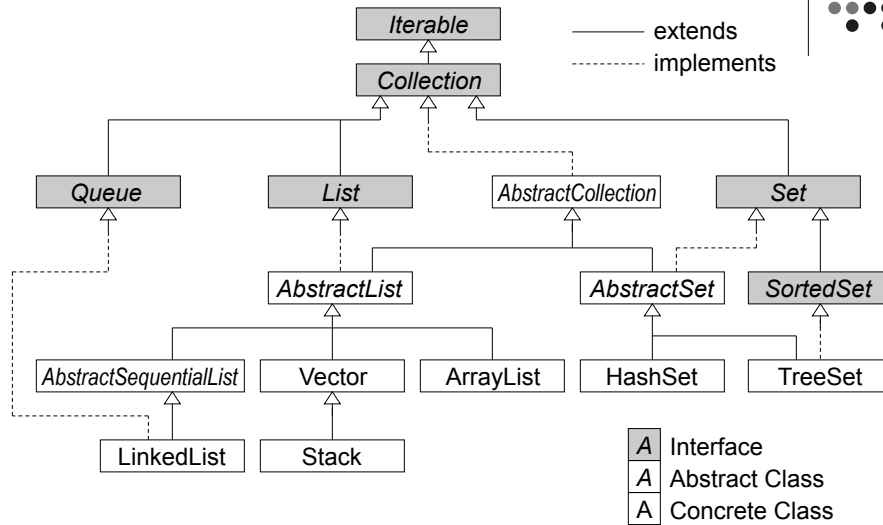 Iterable
extends
implements
Collection
Queue
List
AbstractCollection
Set
AbstractList
AbstractSet
SortedSet
AbstractSequentialList
Vector
ArrayList
HashSet
TreeSet
LinkedList
Stack
A Interface
A Abstract Class
A Concrete Class